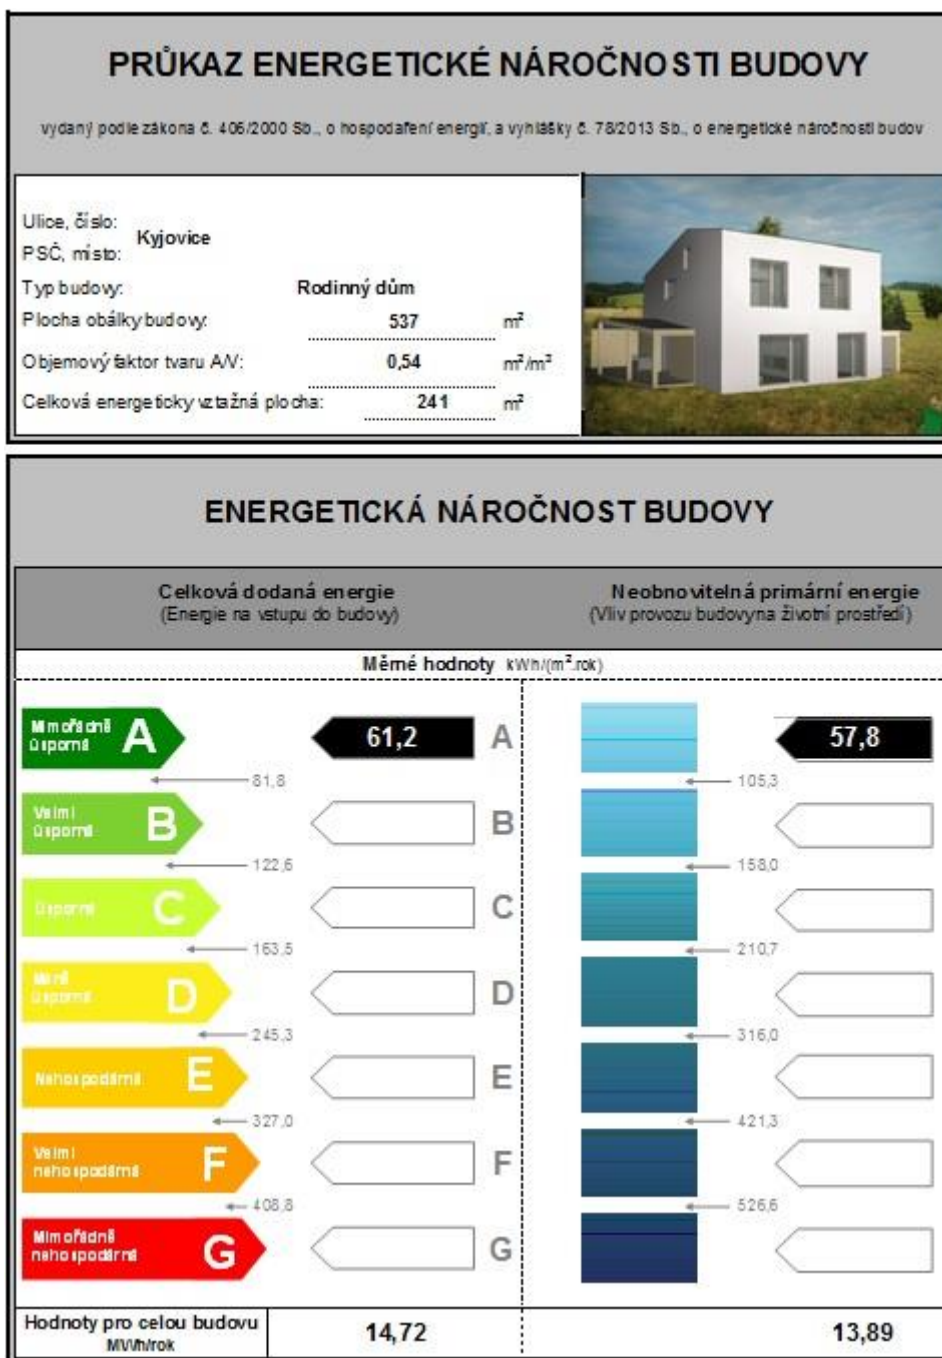 PRŮKAZ ENERGETICKÉ NÁROČNOSTI BUDOVY
vydaný podle zákona č. 406/2000 Sb., o hospodaření energií, a vyhlášky č. 78/2013 Sb., o energetické náročnosti budov
Ulice, číslo:
Kyjovice
PSČ, místo:
Typ budovy: Rodinný dům
Plocha obálky budovy: 537 m²
Objemový faktor tvaru A/V: 0,54 m²/m²
Celková energeticky vztažná plocha: 241 m²
ENERGETICKÁ NÁROČNOST BUDOVY
Celková dodaná energie
(Energie na vstupu do budovy)
Neobnovitelná primární energie
(Vliv provozu budovyna životní prostředí)
Měrné hodnoty kWh/(m².rok)
Mimořádně úsporná A 61,2 A 57,8
81,8 105,3
Velmi úsporná B B
122,6 158,0
Úsporná C C
163,5 210,7
Méně úsporná D D
245,3 316,0
Nehospodárná E E
327,0 421,3
Velmi nehospodárná F F
408,8 526,6
Mimořádně nehospodárná G G
Hodnoty pro celou budovu
MWh/rok
14,72 13,89